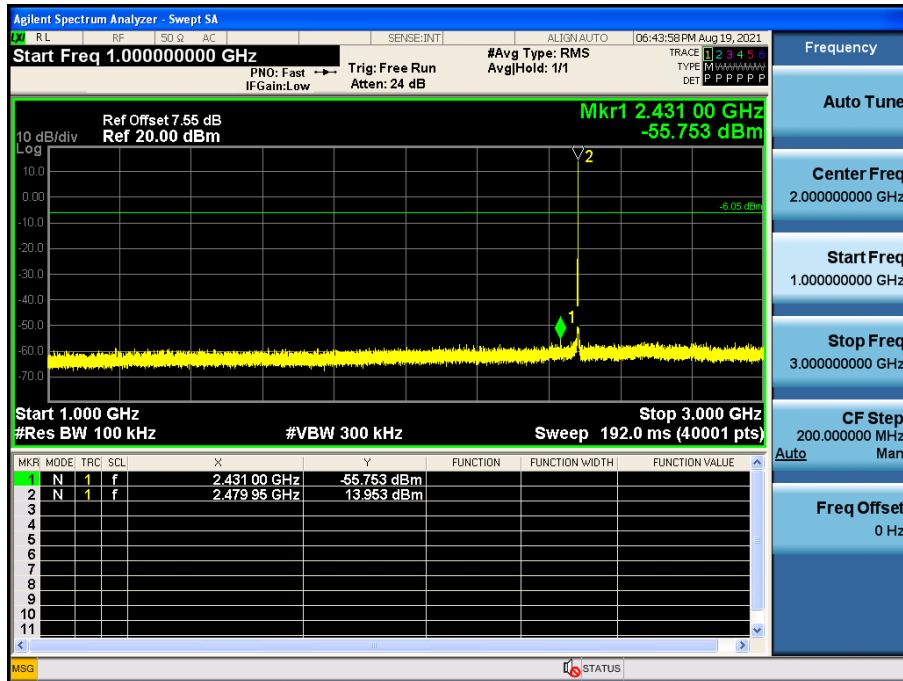 Agilent Spectrum Analyzer - Swept SA
LXI RL RF 50 Ω AC SENSE:INT ALIGN AUTO 06:43:58 PM Aug 19, 2021
Start Freq 1.000000000 GHz
PNO: Fast
IFGain:Low
Trig: Free Run
Atten: 24 dB
#Avg Type: RMS
Avg|Hold: 1/1
TRACE 1 2 3 4 5 6
TYPE M WWWWW
DET P P P P P P
Ref Offset 7.55 dB
10 dB/div Ref 20.00 dBm
Log
Mkr1 2.431 00 GHz
-55.753 dBm
10.0
0.00
-10.0
-20.0
-30.0
-40.0
-50.0
-60.0
-70.0
2
-6.05 dBm
1
Start 1.000 GHz Stop 3.000 GHz
#Res BW 100 kHz #VBW 300 kHz Sweep 192.0 ms (40001 pts)
MKR MODE TRC SCL X Y FUNCTION FUNCTION WIDTH FUNCTION VALUE
1 N 1 f 2.431 00 GHz -55.753 dBm
2 N 1 f 2.479 95 GHz 13.953 dBm
3
4
5
6
7
8
9
10
11
MSG STATUS
Frequency
Auto Tune
Center Freq
2.000000000 GHz
Start Freq
1.000000000 GHz
Stop Freq
3.000000000 GHz
CF Step
200.000000 MHz
Auto Man
Freq Offset
0 Hz